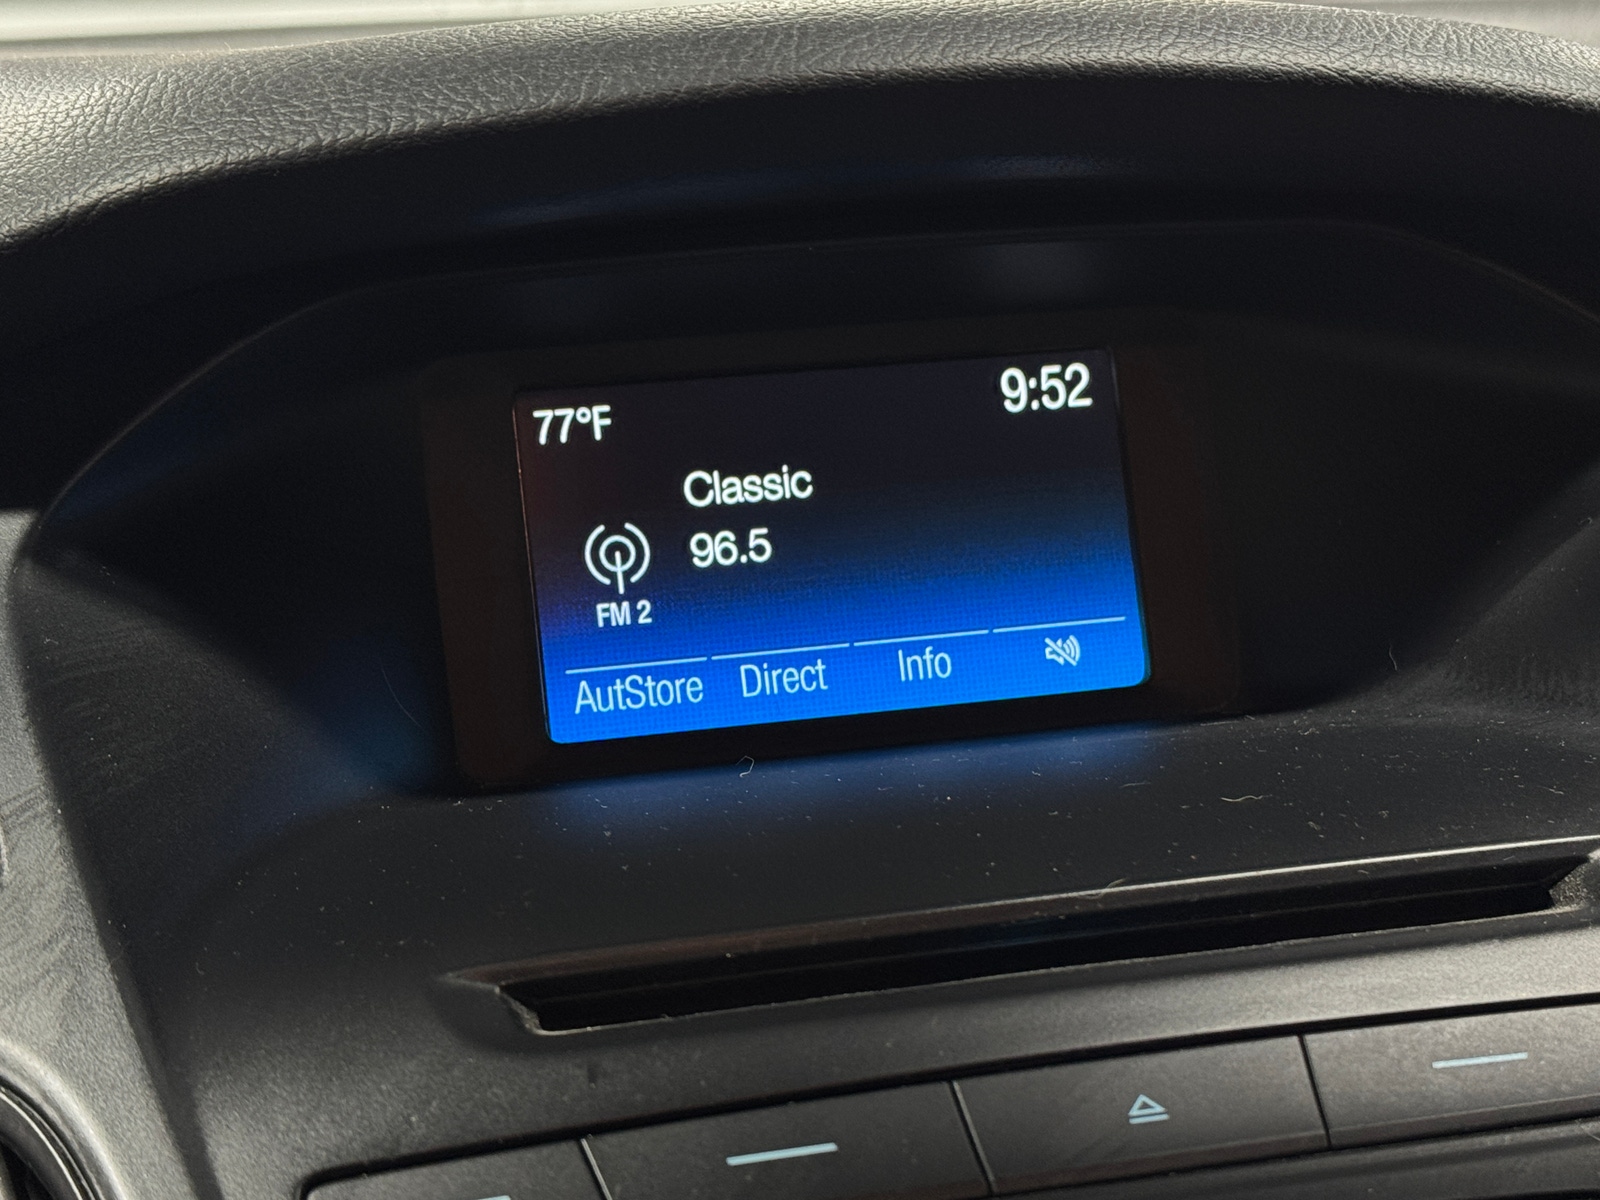 77°F
9:52
Classic
96.5
FM 2
AutStore
Direct
Info